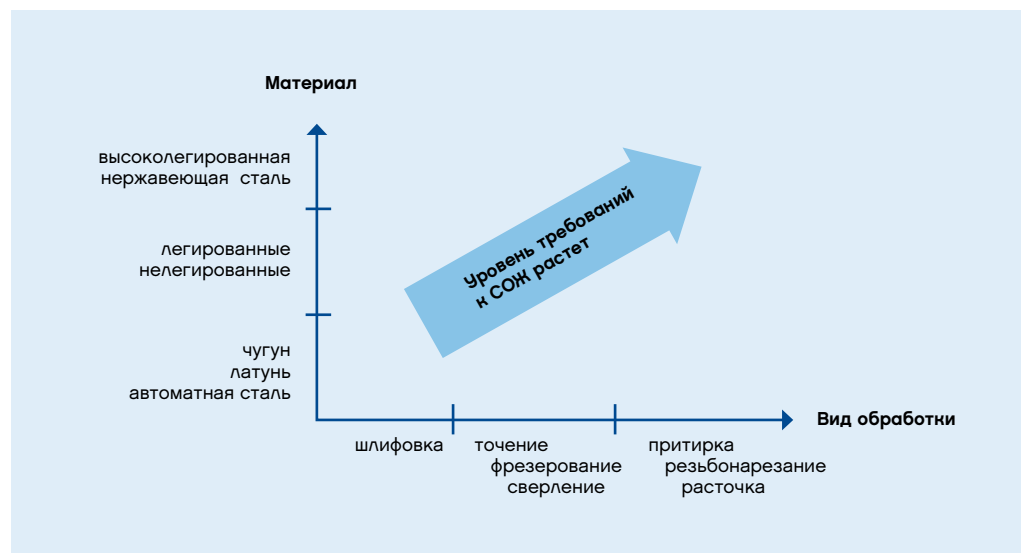 Материал
высоколегированная
нержавеющая сталь
легированные
нелегированные
чугун
латунь
автоматная сталь
Уровень требований
к СОЖ растет
Вид обработки
шлифовка
точение
фрезерование
сверление
притирка
резьбонарезание
расточка